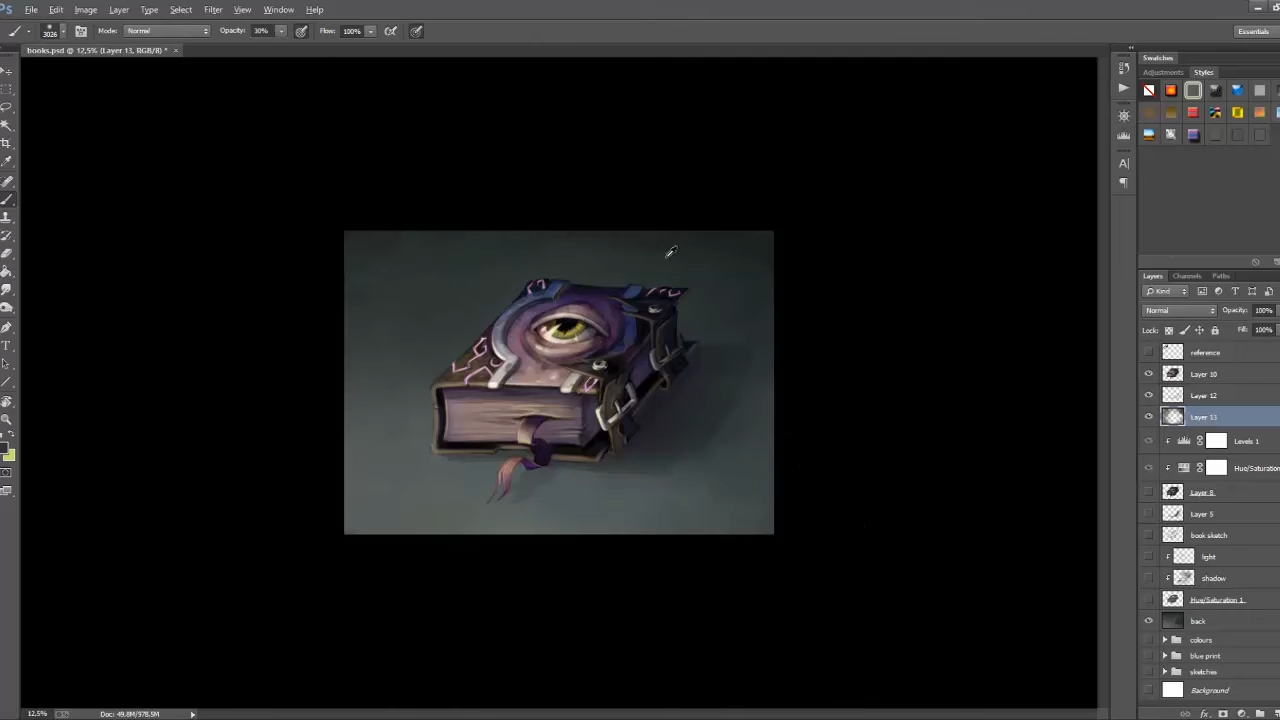 Ps File Edit Image Layer Type Select Filter View Window Help
3026 Mode: Normal Opacity: 30% Flow: 100% Essentials
books.psd @ 12,5% (Layer 13, RGB/8) * ×
Swatches
Adjustments Styles
Layers Channels Paths
Kind
Normal Opacity: 100%
Lock: Fill: 100%
reference
Layer 10
Layer 12
Layer 13
Levels 1
Hue/Saturation
Layer 8
Layer 5
book sketch
light
shadow
Hue/Saturation 1
back
colours
blue print
sketches
Background
12,5% Doc: 49,8M/978,5M